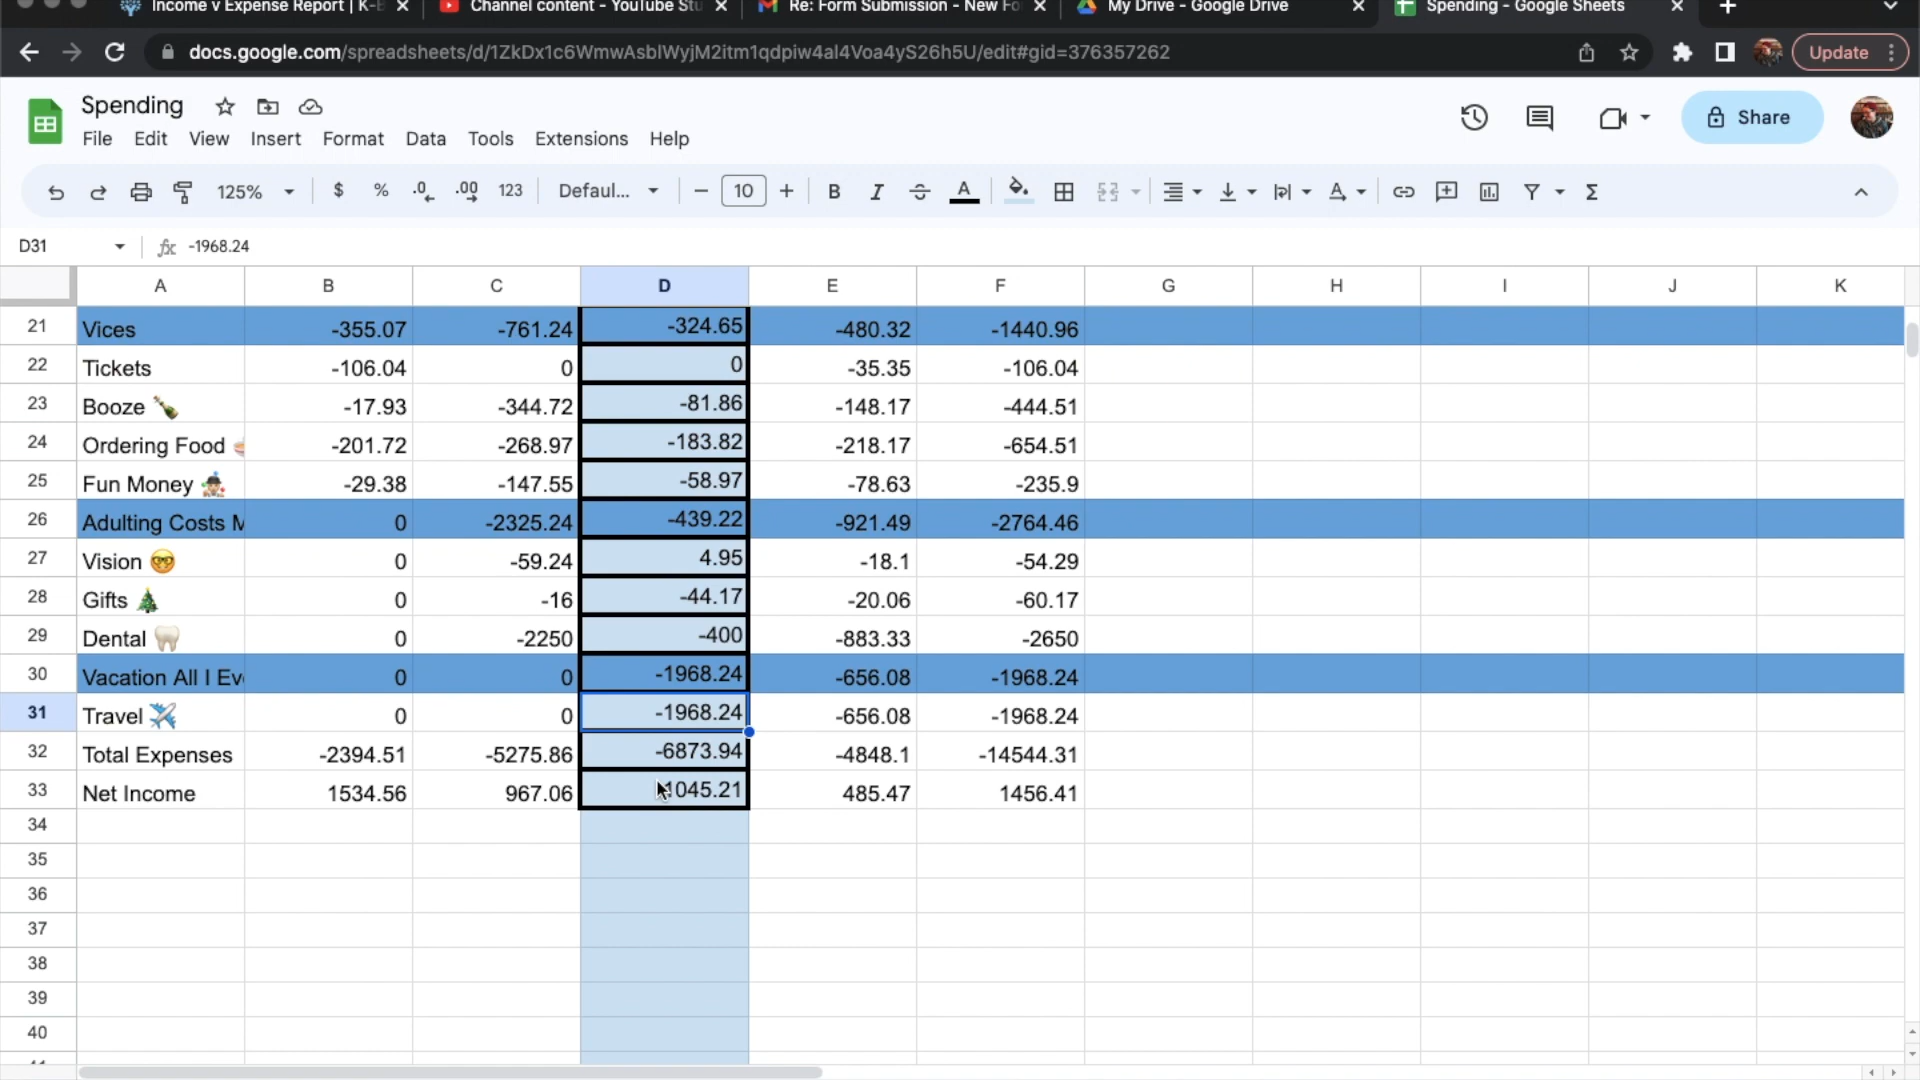 Income v Expense Report | K-B
Channel content - YouTube Stu
Re: Form Submission - New Fo
My Drive - Google Drive
Spending - Google Sheets
docs.google.com/spreadsheets/d/1ZkDx1c6WmwAsbIWyjM2itm1qdpiw4al4Voa4yS26h5U/edit#gid=376357262
Update
Spending
File Edit View Insert Format Data Tools Extensions Help
Share
125% $ % .0 .00 123 Defaul... 10 B I S A Σ
D31 fx -1968.24
A B C D E F G H I J K
21 Vices -355.07 -761.24 -324.65 -480.32 -1440.96
22 Tickets -106.04 0 0 -35.35 -106.04
23 Booze 🍾 -17.93 -344.72 -81.86 -148.17 -444.51
24 Ordering Food -201.72 -268.97 -183.82 -218.17 -654.51
25 Fun Money -29.38 -147.55 -58.97 -78.63 -235.9
26 Adulting Costs M 0 -2325.24 -439.22 -921.49 -2764.46
27 Vision 🤓 0 -59.24 4.95 -18.1 -54.29
28 Gifts 🎄 0 -16 -44.17 -20.06 -60.17
29 Dental 🦷 0 -2250 -400 -883.33 -2650
30 Vacation All I Ev 0 0 -1968.24 -656.08 -1968.24
31 Travel ✈️ 0 0 -1968.24 -656.08 -1968.24
32 Total Expenses -2394.51 -5275.86 -6873.94 -4848.1 -14544.31
33 Net Income 1534.56 967.06 1045.21 485.47 1456.41
34
35
36
37
38
39
40